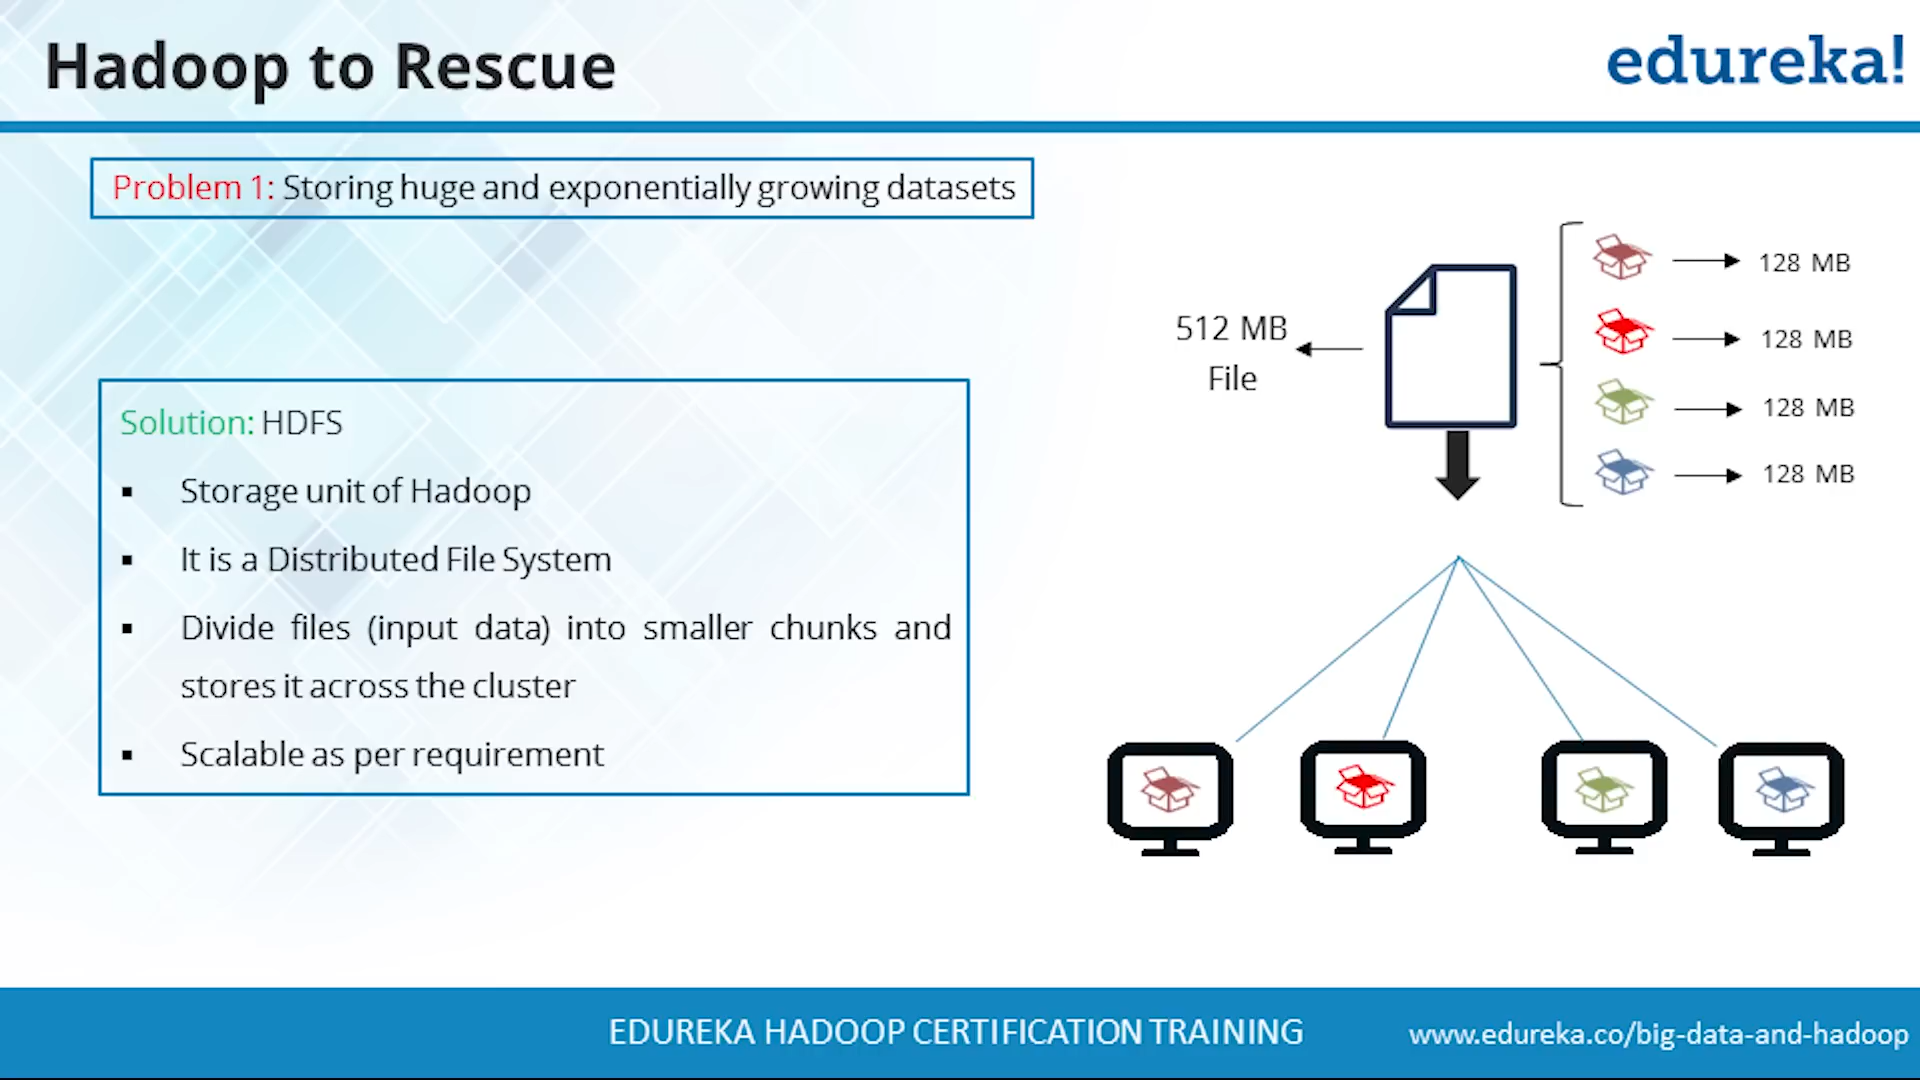 Hadoop to Rescue
edureka!
Problem 1: Storing huge and exponentially growing datasets
Solution: HDFS
▪ Storage unit of Hadoop
▪ It is a Distributed File System
▪ Divide files (input data) into smaller chunks and
stores it across the cluster
▪ Scalable as per requirement
512 MB
File
128 MB
128 MB
128 MB
128 MB
EDUREKA HADOOP CERTIFICATION TRAINING
www.edureka.co/big-data-and-hadoop